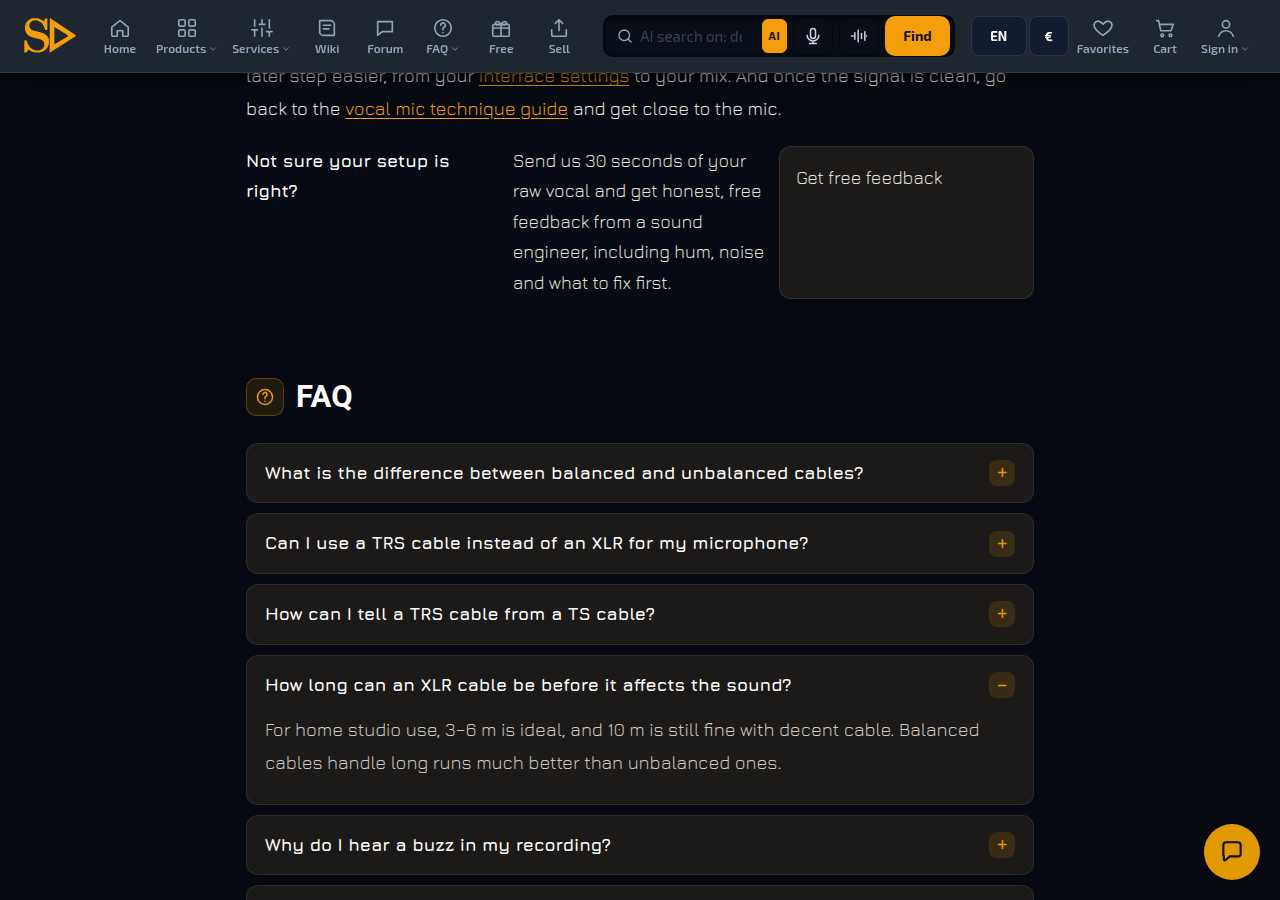 SD
Home
Products
Services
Wiki
Forum
FAQ
Free
Sell
AI search on:
AI
Find
EN
€
Favorites
Cart
Sign in
later step easier, from your interface settings to your mix. And once the signal is clean, go
back to the vocal mic technique guide and get close to the mic.
Not sure your setup is
right?
Send us 30 seconds of your
raw vocal and get honest, free
feedback from a sound
engineer, including hum, noise
and what to fix first.
Get free feedback
FAQ
What is the difference between balanced and unbalanced cables?
+
Can I use a TRS cable instead of an XLR for my microphone?
+
How can I tell a TRS cable from a TS cable?
+
How long can an XLR cable be before it affects the sound?
−
For home studio use, 3–6 m is ideal, and 10 m is still fine with decent cable. Balanced
cables handle long runs much better than unbalanced ones.
Why do I hear a buzz in my recording?
+